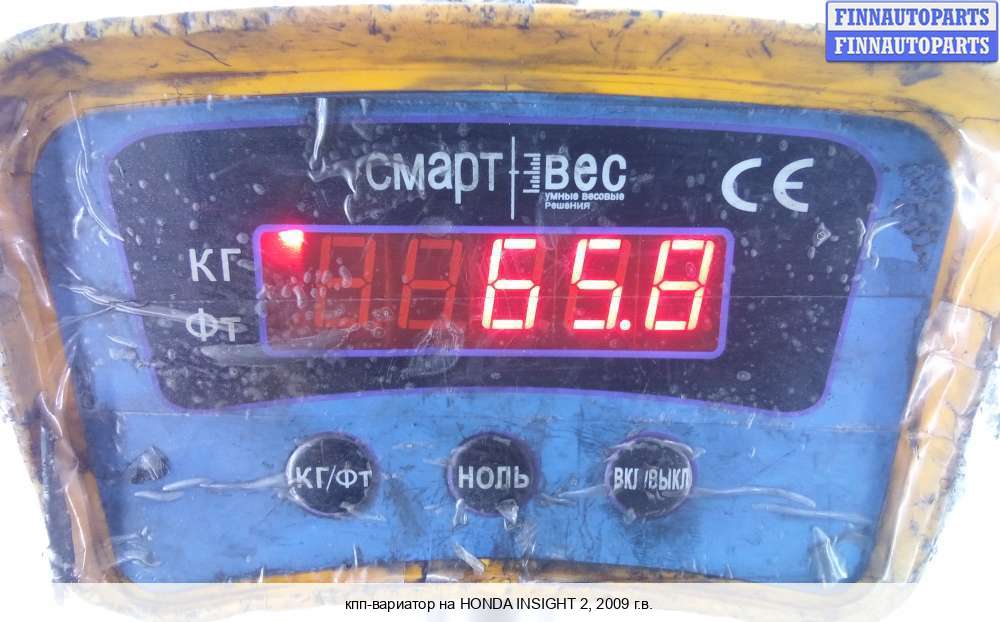 FINNAUTOPARTS
FINNAUTOPARTS
смарт вес
умные весовые
Решения
CE
КГ
ФТ
65.8
КГ/ФТ
НОЛЬ
ВКЛ/ВЫКЛ
кпп-вариатор на HONDA INSIGHT 2, 2009 г.в.